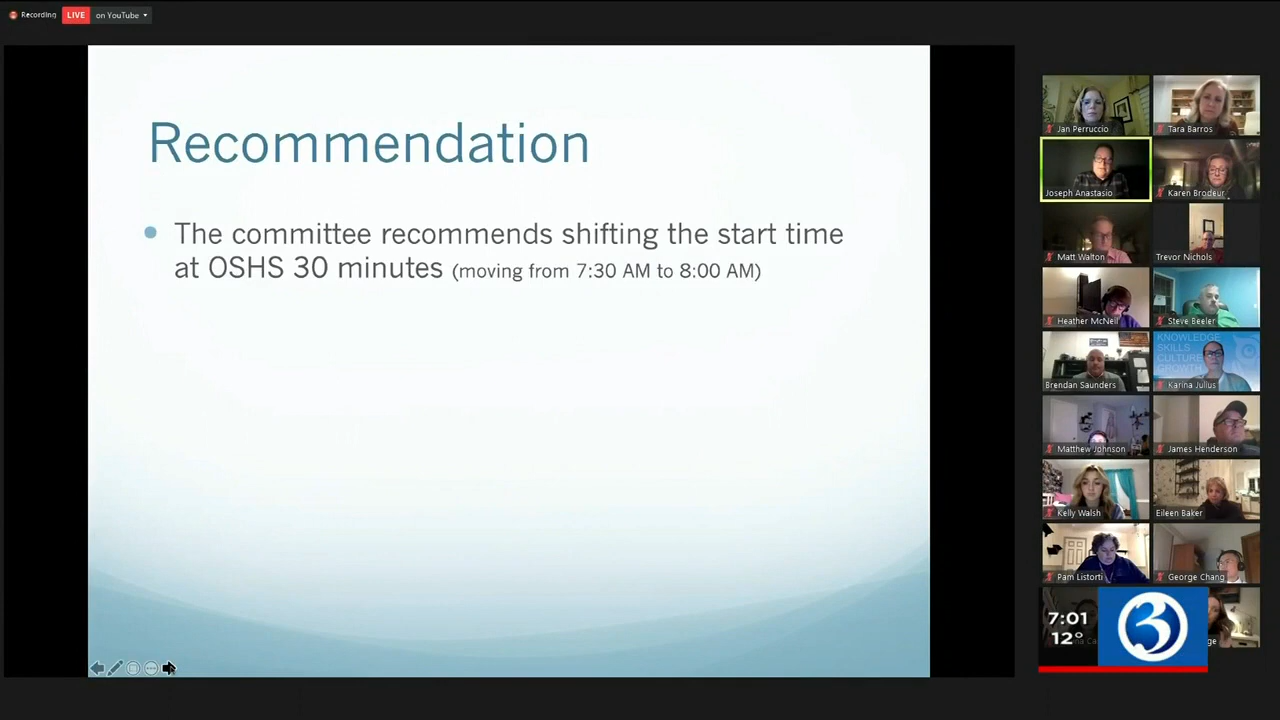 Recording
LIVE
on YouTube
Recommendation
The committee recommends shifting the start time
at OSHS 30 minutes (moving from 7:30 AM to 8:00 AM)
Jan Perruccio
Tara Barros
Joseph Anastasio
Karen Brodeur
Matt Walton
Trevor Nichols
Heather McNeil
Steve Beeler
Brendan Saunders
KNOWLEDGE
SKILLS
CULTURE
GROWTH
Karina Julius
Matthew Johnson
James Henderson
Kelly Walsh
Eileen Baker
Pam Listorti
George Chang
7:01
12°
3